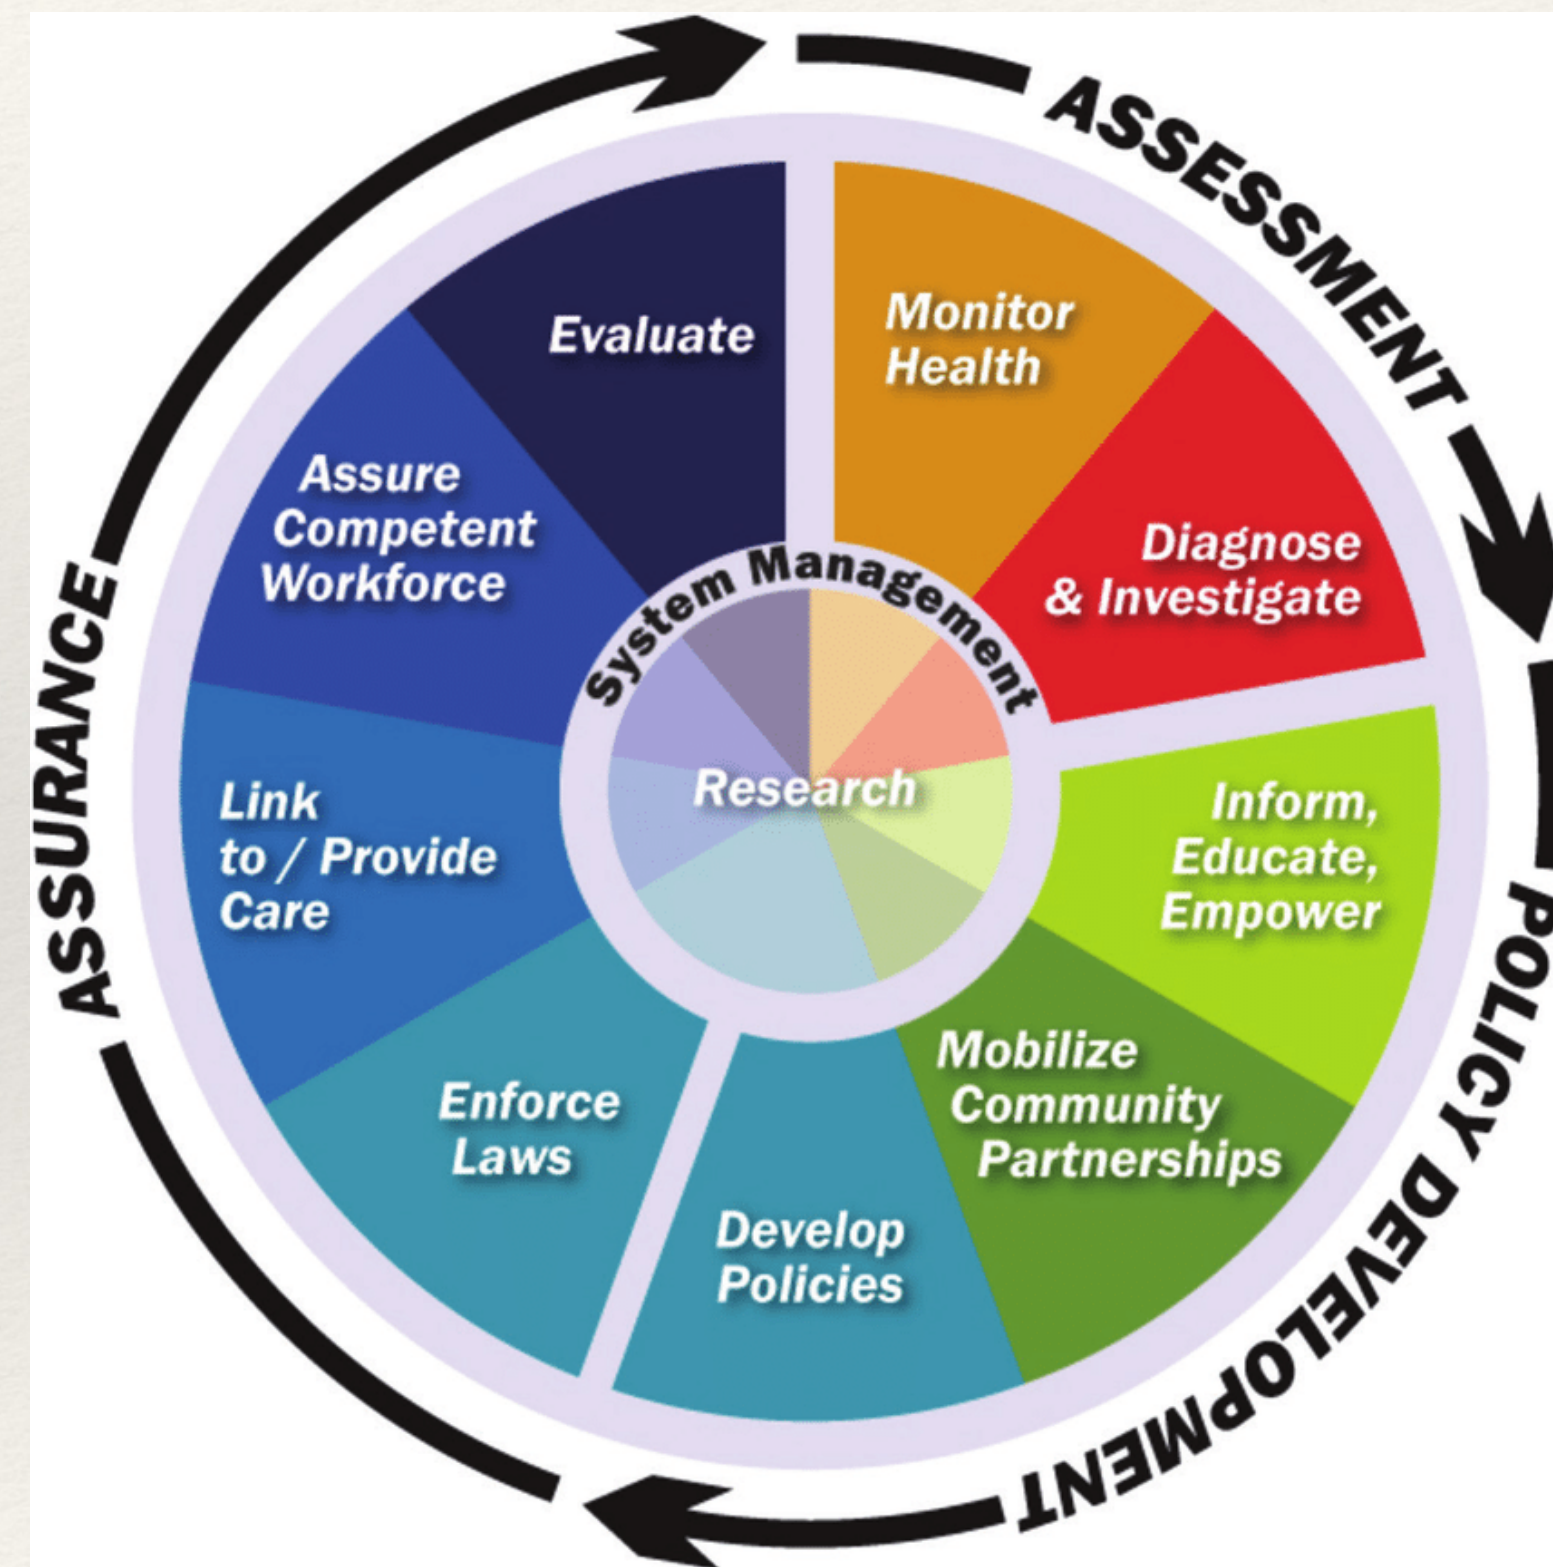 ASSESSMENT
POLICY DEVELOPMENT
ASSURANCE
Evaluate
Monitor
Health
Assure
Competent
Workforce
Diagnose
& Investigate
System Management
Research
Link
to / Provide
Care
Inform,
Educate,
Empower
Enforce
Laws
Mobilize
Community
Partnerships
Develop
Policies